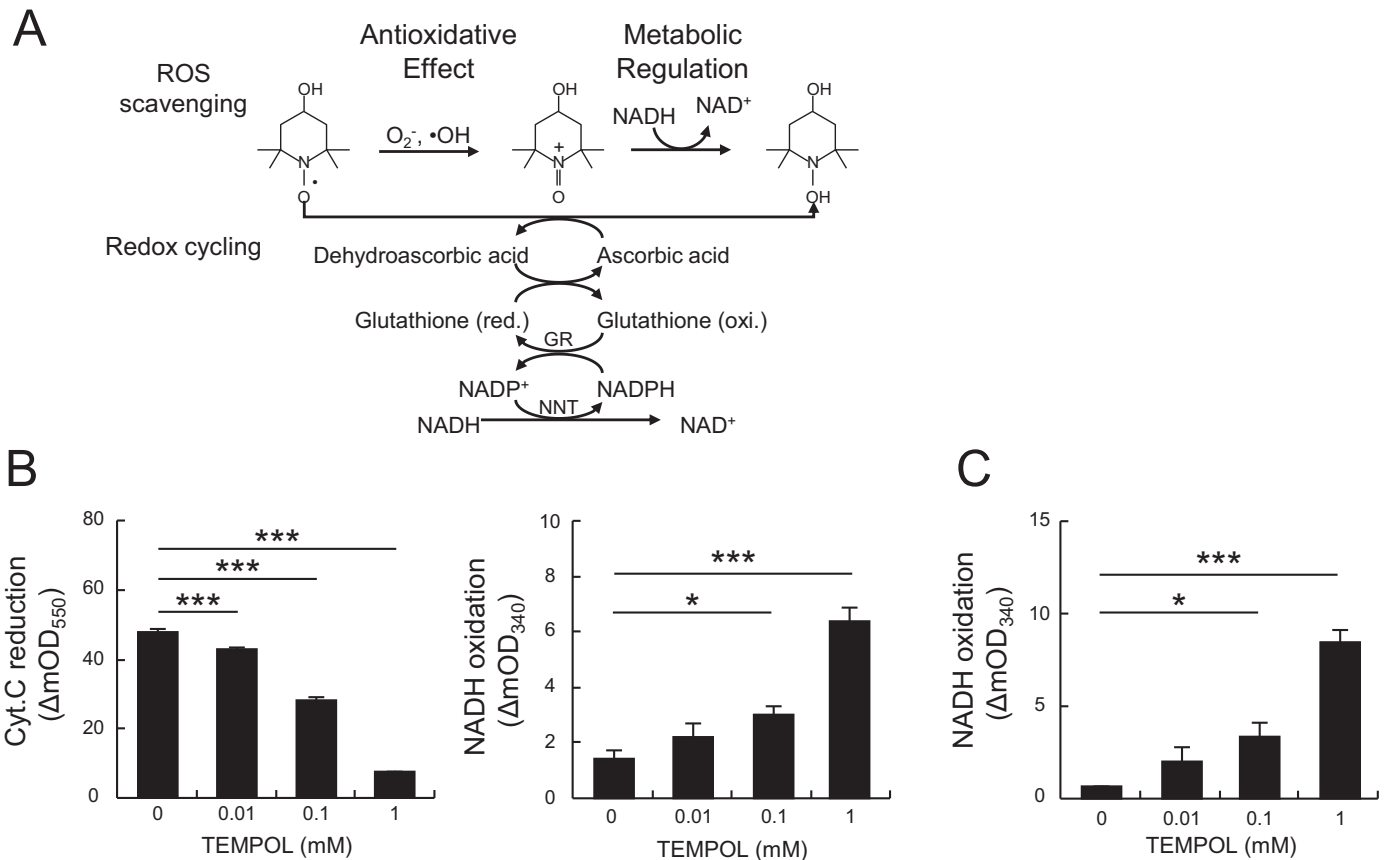 A
ROS
scavenging
Antioxidative
Effect
Metabolic
Regulation
OH
N
O
•
O₂⁻, •OH
OH
+
N
O
NADH
NAD⁺
OH
N
OH
Redox cycling
Dehydroascorbic acid
Ascorbic acid
Glutathione (red.)
Glutathione (oxi.)
GR
NADP⁺
NADPH
NNT
NADH
NAD⁺
B
Cyt.C reduction
(ΔmOD₅₅₀)
80
60
40
20
0
***
***
***
0 0.01 0.1 1
TEMPOL (mM)
NADH oxidation
(ΔmOD₃₄₀)
10
8
6
4
2
0
***
*
0 0.01 0.1 1
TEMPOL (mM)
C
NADH oxidation
(ΔmOD₃₄₀)
15
10
5
0
***
*
0 0.01 0.1 1
TEMPOL (mM)